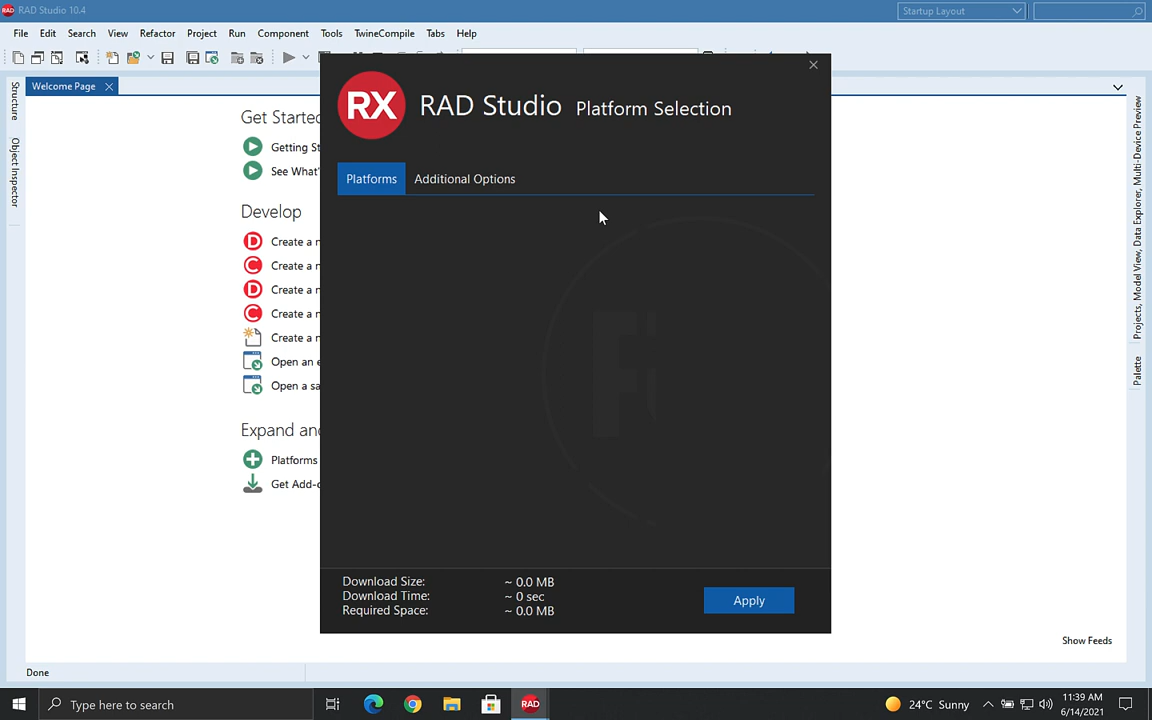 RAD RAD Studio 10.4
Startup Layout
File Edit Search View Refactor Project Run Component Tools TwineCompile Tabs Help
Welcome Page
Structure
Object Inspector
Projects, Model View, Data Explorer, Multi-Device Preview
Palette
Get Started
Getting St
See What'
Develop
D Create a n
C Create a n
D Create a n
C Create a n
Create a n
Open an e
Open a sa
Expand and
Platforms
Get Add-o
RX RAD Studio Platform Selection
Platforms Additional Options
Download Size: ~ 0.0 MB
Download Time: ~ 0 sec
Required Space: ~ 0.0 MB
Apply
Show Feeds
Done
Type here to search
RAD
24°C Sunny
11:39 AM
6/14/2021